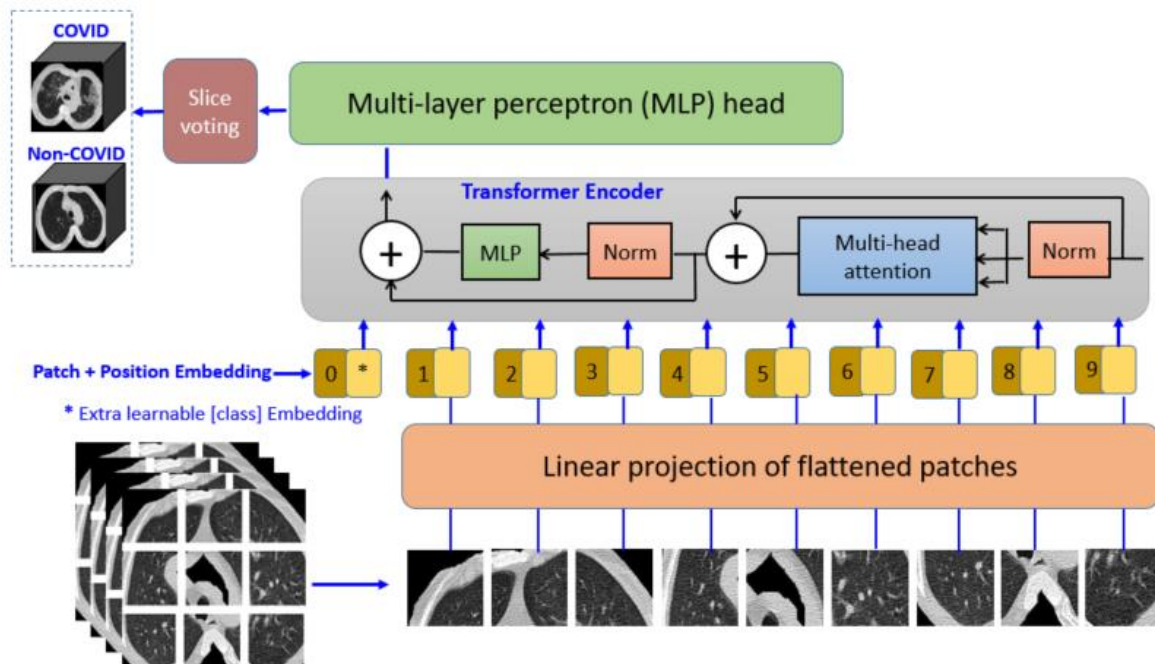 COVID
Non-COVID
Slice
voting
Multi-layer perceptron (MLP) head
Transformer Encoder
+
MLP
Norm
+
Multi-head
attention
Norm
Patch + Position Embedding
0 * 1 2 3 4 5 6 7 8 9
* Extra learnable [class] Embedding
Linear projection of flattened patches